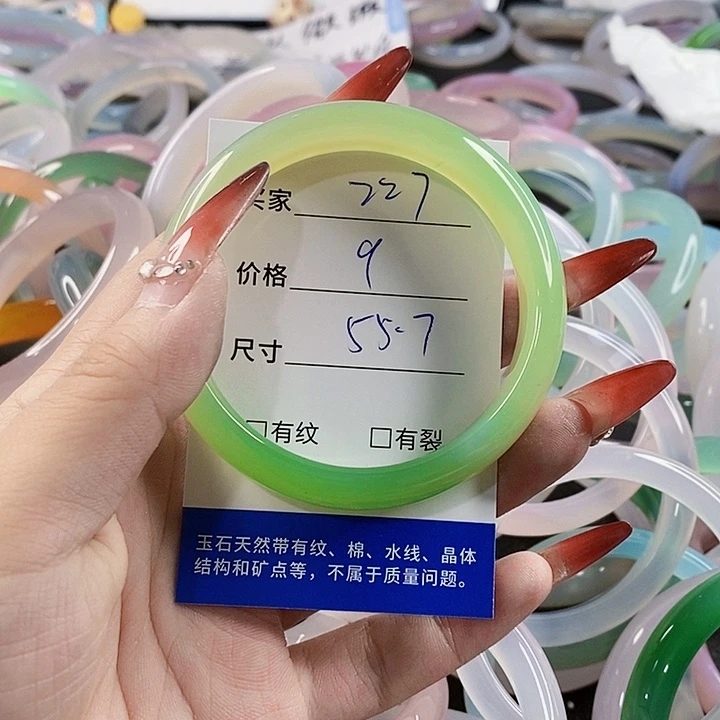 买家 227
价格 9
尺寸 55.7
□有纹 □有裂
玉石天然带有纹、棉、水线、晶体
结构和矿点等，不属于质量问题。